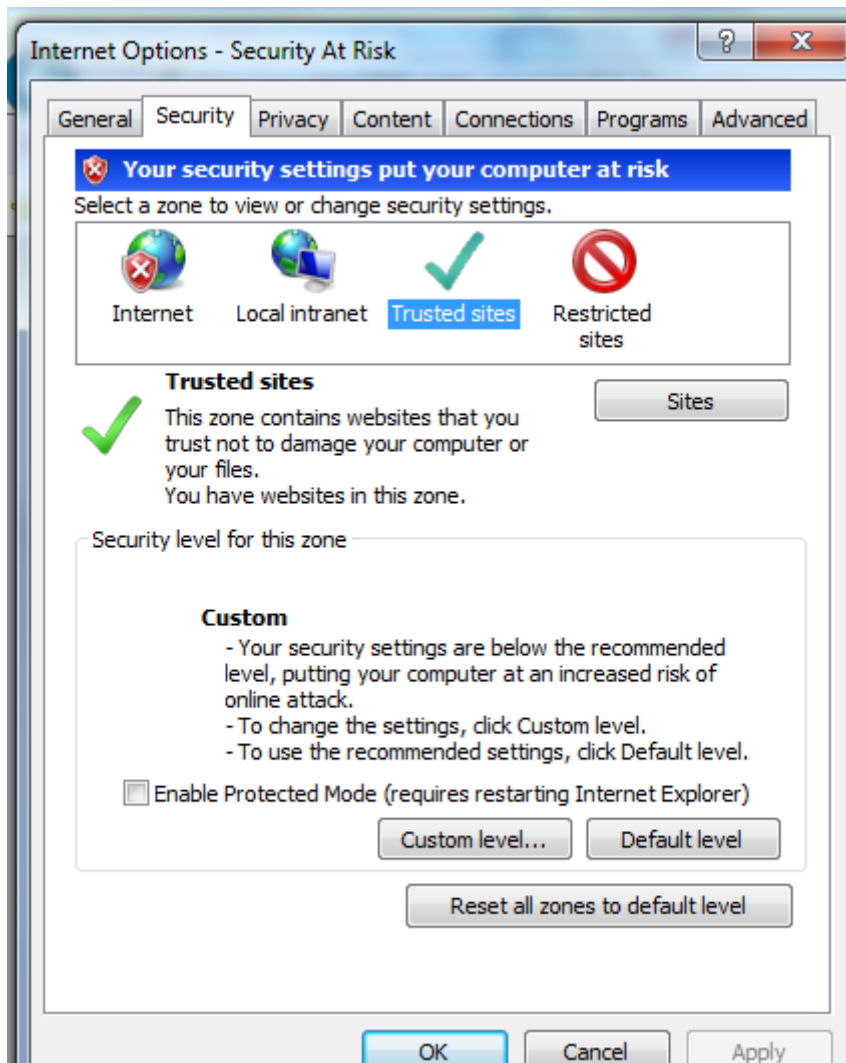 Internet Options - Security At Risk
? X
General Security Privacy Content Connections Programs Advanced
Your security settings put your computer at risk
Select a zone to view or change security settings.
Internet Local intranet Trusted sites Restricted
sites
Trusted sites
Sites
This zone contains websites that you
trust not to damage your computer or
your files.
You have websites in this zone.
Security level for this zone
Custom
- Your security settings are below the recommended
level, putting your computer at an increased risk of
online attack.
- To change the settings, click Custom level.
- To use the recommended settings, click Default level.
Enable Protected Mode (requires restarting Internet Explorer)
Custom level... Default level
Reset all zones to default level
OK Cancel Apply